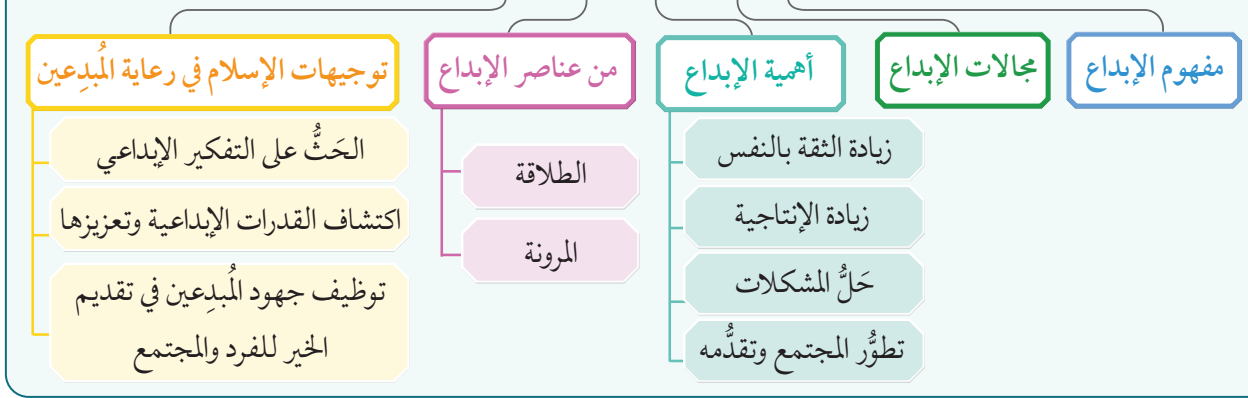 مفهوم الإبداع
مجالات الإبداع
أهمية الإبداع
زيادة الثقة بالنفس
زيادة الإنتاجية
حَلُّ المشكلات
تطوُّر المجتمع وتقدُّمه
من عناصر الإبداع
الطلاقة
المرونة
توجيهات الإسلام في رعاية المُبدِعين
الحَثُّ على التفكير الإبداعي
اكتشاف القدرات الإبداعية وتعزيزها
توظيف جهود المُبدِعين في تقديم
الخير للفرد والمجتمع